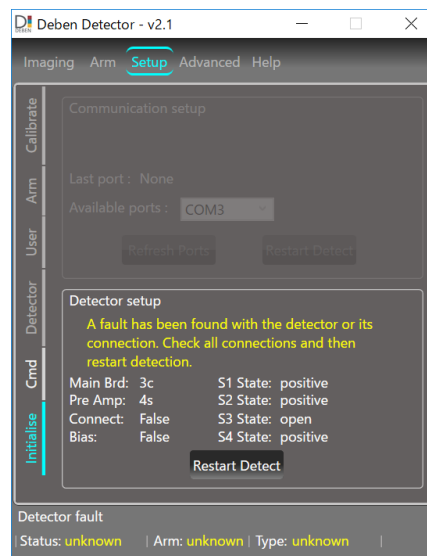 DEBEN
Deben Detector - v2.1
Imaging Arm Setup Advanced Help
Calibrate
Arm
User
Detector
Cmd
Initialise
Communication setup
Last port : None
Available ports : COM3
Refresh Ports Restart Detect
Detector setup
A fault has been found with the detector or its
connection. Check all connections and then
restart detection.
Main Brd: 3c S1 State: positive
Pre Amp: 4s S2 State: positive
Connect: False S3 State: open
Bias: False S4 State: positive
Restart Detect
Detector fault
| Status: unknown | Arm: unknown | Type: unknown |